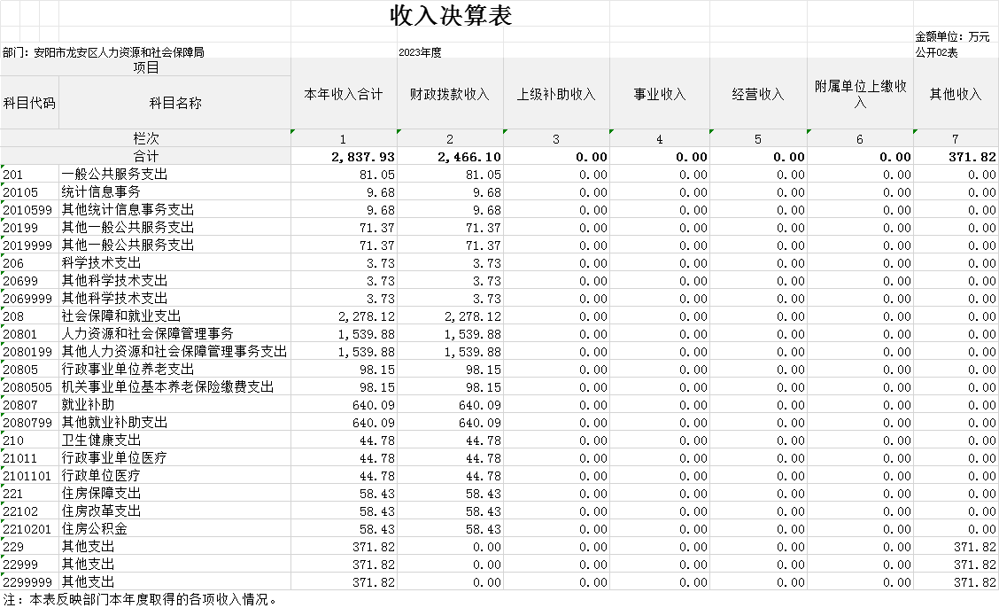 收入决算表
金额单位：万元
部门：安阳市龙安区人力资源和社会保障局 2023年度 公开02表
项目
科目代码 科目名称 本年收入合计 财政拨款收入 上级补助收入 事业收入 经营收入 附属单位上缴收入 其他收入
栏次 1 2 3 4 5 6 7
合计 2,837.93 2,466.10 0.00 0.00 0.00 0.00 371.82
201 一般公共服务支出 81.05 81.05 0.00 0.00 0.00 0.00 0.00
20105 统计信息事务 9.68 9.68 0.00 0.00 0.00 0.00 0.00
2010599 其他统计信息事务支出 9.68 9.68 0.00 0.00 0.00 0.00 0.00
20199 其他一般公共服务支出 71.37 71.37 0.00 0.00 0.00 0.00 0.00
2019999 其他一般公共服务支出 71.37 71.37 0.00 0.00 0.00 0.00 0.00
206 科学技术支出 3.73 3.73 0.00 0.00 0.00 0.00 0.00
20699 其他科学技术支出 3.73 3.73 0.00 0.00 0.00 0.00 0.00
2069999 其他科学技术支出 3.73 3.73 0.00 0.00 0.00 0.00 0.00
208 社会保障和就业支出 2,278.12 2,278.12 0.00 0.00 0.00 0.00 0.00
20801 人力资源和社会保障管理事务 1,539.88 1,539.88 0.00 0.00 0.00 0.00 0.00
2080199 其他人力资源和社会保障管理事务支出 1,539.88 1,539.88 0.00 0.00 0.00 0.00 0.00
20805 行政事业单位养老支出 98.15 98.15 0.00 0.00 0.00 0.00 0.00
2080505 机关事业单位基本养老保险缴费支出 98.15 98.15 0.00 0.00 0.00 0.00 0.00
20807 就业补助 640.09 640.09 0.00 0.00 0.00 0.00 0.00
2080799 其他就业补助支出 640.09 640.09 0.00 0.00 0.00 0.00 0.00
210 卫生健康支出 44.78 44.78 0.00 0.00 0.00 0.00 0.00
21011 行政事业单位医疗 44.78 44.78 0.00 0.00 0.00 0.00 0.00
2101101 行政单位医疗 44.78 44.78 0.00 0.00 0.00 0.00 0.00
221 住房保障支出 58.43 58.43 0.00 0.00 0.00 0.00 0.00
22102 住房改革支出 58.43 58.43 0.00 0.00 0.00 0.00 0.00
2210201 住房公积金 58.43 58.43 0.00 0.00 0.00 0.00 0.00
229 其他支出 371.82 0.00 0.00 0.00 0.00 0.00 371.82
22999 其他支出 371.82 0.00 0.00 0.00 0.00 0.00 371.82
2299999 其他支出 371.82 0.00 0.00 0.00 0.00 0.00 371.82
注：本表反映部门本年度取得的各项收入情况。